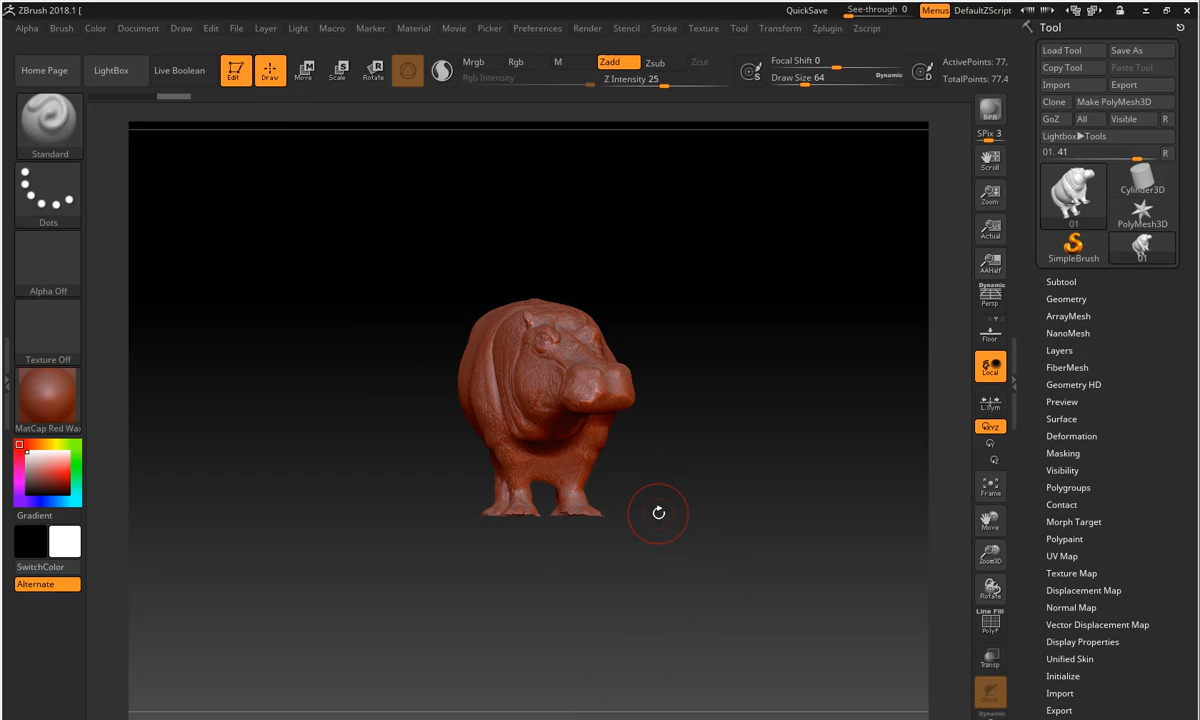 ZBrush 2018.1 [
QuickSave
See-through 0
Menus
DefaultZScript
Alpha Brush Color Document Draw Edit File Layer Light Macro Marker Material Movie Picker Preferences Render Stencil Stroke Texture Tool Transform Zplugin Zscript
Home Page
LightBox
Live Boolean
Edit
Draw
Move
Scale
Rotate
Mrgb Rgb M
Rgb Intensity
Zadd Zsub Zcut
Z Intensity 25
Focal Shift 0
Draw Size 64
Dynamic
ActivePoints: 77,
TotalPoints: 77,4
Standard
Dots
Alpha Off
Texture Off
MatCap Red Wax
Gradient
SwitchColor
Alternate
BPR
SPix 3
Scroll
Zoom
Actual
AAHalf
Dynamic
Persp
Floor
Local
L.Sym
XYZ
Frame
Move
Zoom3D
Rotate
Line Fill
PolyF
Transp
Dynamic
Tool
Load Tool Save As
Copy Tool Paste Tool
Import Export
Clone Make PolyMesh3D
GoZ All Visible R
Lightbox▶Tools
01. 41 R
01
Cylinder3D
PolyMesh3D
SimpleBrush
01
Subtool
Geometry
ArrayMesh
NanoMesh
Layers
FiberMesh
Geometry HD
Preview
Surface
Deformation
Masking
Visibility
Polygroups
Contact
Morph Target
Polypaint
UV Map
Texture Map
Displacement Map
Normal Map
Vector Displacement Map
Display Properties
Unified Skin
Initialize
Import
Export